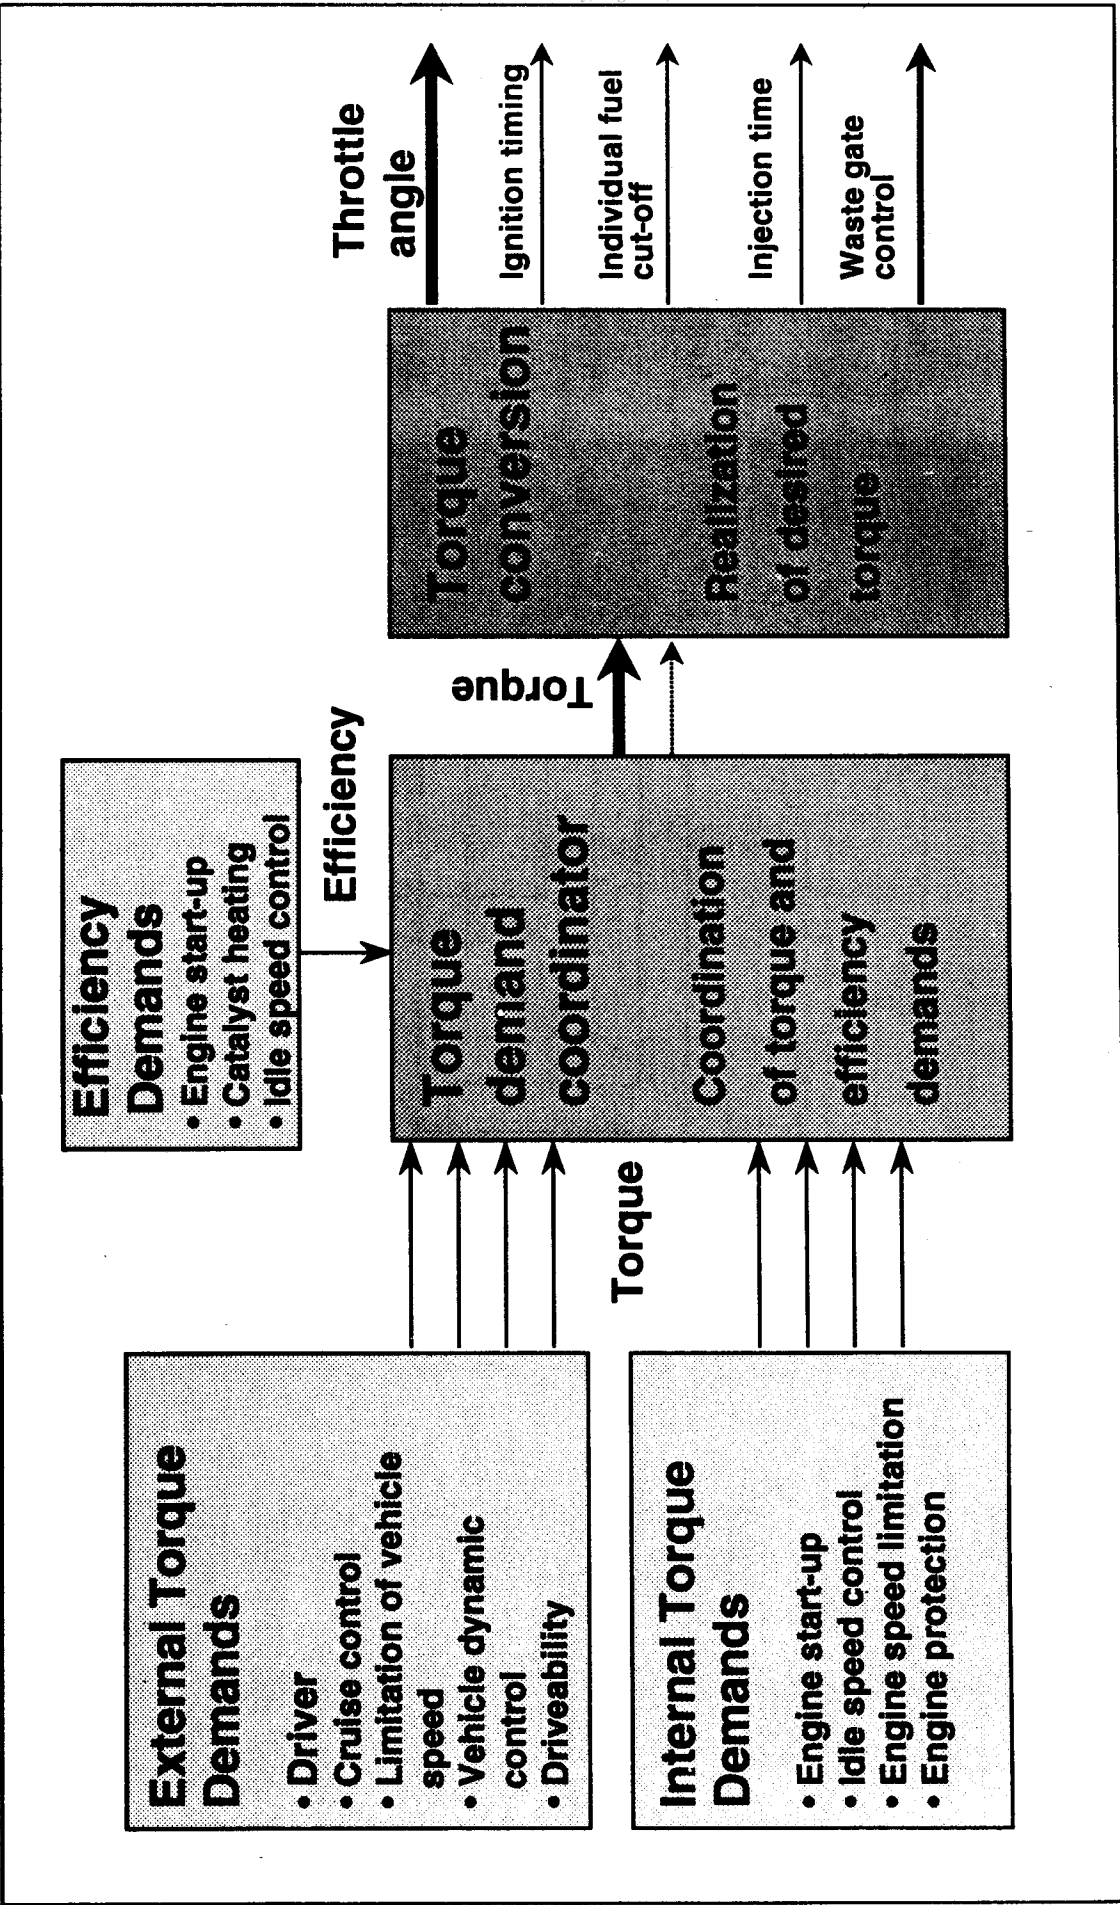 External Torque
Demands
• Driver
• Cruise control
• Limitation of vehicle
speed
• Vehicle dynamic
control
• Driveability
Internal Torque
Demands
• Engine start-up
• Idle speed control
• Engine speed limitation
• Engine protection
Torque
Efficiency
Demands
• Engine start-up
• Catalyst heating
• Idle speed control
Efficiency
Torque
demand
coordinator
Coordination
of torque and
efficiency
demands
Torque
Torque
conversion
Realization
of desired
torque
Throttle
angle
Ignition timing
Individual fuel
cut-off
Injection time
Waste gate
control